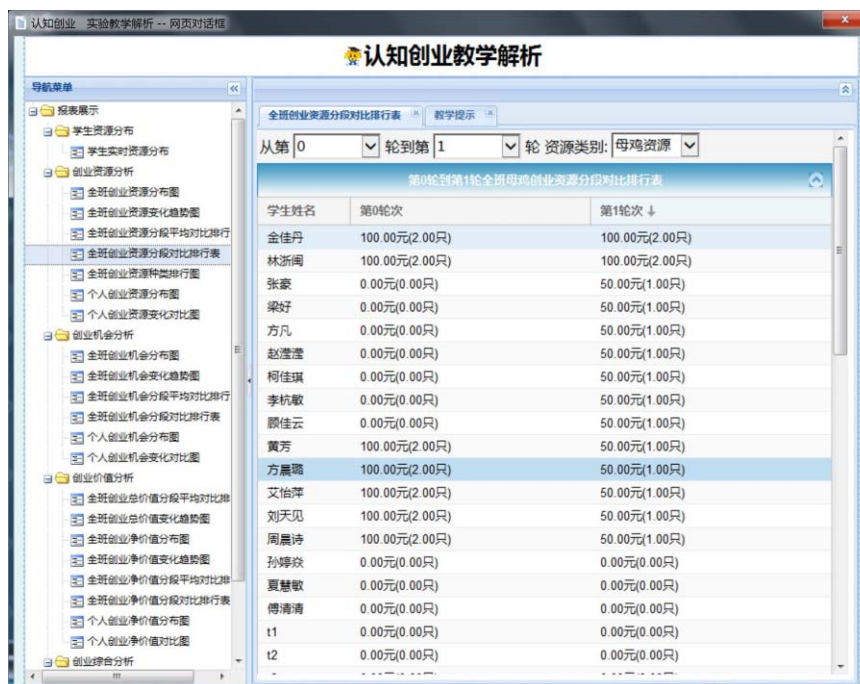 认知创业 实验教学解析 -- 网页对话框
认知创业教学解析
导航菜单
报表展示
学生资源分布
学生实时资源分布
创业资源分析
全班创业资源分布图
全班创业资源变化趋势图
全班创业资源分段平均对比排行
全班创业资源分段对比排行表
全班创业资源种类排行图
个人创业资源分布图
个人创业资源变化对比图
创业机会分析
全班创业机会分布图
全班创业机会变化趋势图
全班创业机会分段平均对比排行
全班创业机会分段对比排行表
个人创业机会分布图
个人创业机会变化对比图
创业价值分析
全班创业总价值分段平均对比排
全班创业总价值变化趋势图
全班创业净价值分布图
全班创业净价值变化趋势图
全班创业净价值分段平均对比排
全班创业净价值分段对比排行表
个人创业净价值分布图
个人创业净价值对比图
创业综合分析
全班创业资源分段对比排行表 教学提示
从第 0 轮到第 1 轮 资源类别: 母鸡资源
第0轮到第1轮全班母鸡创业资源分段对比排行表
学生姓名 第0轮次 第1轮次
金佳丹 100.00元(2.00只) 100.00元(2.00只)
林浙闽 100.00元(2.00只) 100.00元(2.00只)
张豪 0.00元(0.00只) 50.00元(1.00只)
梁好 0.00元(0.00只) 50.00元(1.00只)
方凡 0.00元(0.00只) 50.00元(1.00只)
赵滢滢 0.00元(0.00只) 50.00元(1.00只)
柯佳琪 0.00元(0.00只) 50.00元(1.00只)
李杭敏 0.00元(0.00只) 50.00元(1.00只)
顾佳云 0.00元(0.00只) 50.00元(1.00只)
黄芳 100.00元(2.00只) 50.00元(1.00只)
方晨璐 100.00元(2.00只) 50.00元(1.00只)
艾怡萍 100.00元(2.00只) 50.00元(1.00只)
刘天见 100.00元(2.00只) 50.00元(1.00只)
周晨诗 100.00元(2.00只) 50.00元(1.00只)
孙婷焱 0.00元(0.00只) 0.00元(0.00只)
夏慧敏 0.00元(0.00只) 0.00元(0.00只)
傅清清 0.00元(0.00只) 0.00元(0.00只)
t1 0.00元(0.00只) 0.00元(0.00只)
t2 0.00元(0.00只) 0.00元(0.00只)